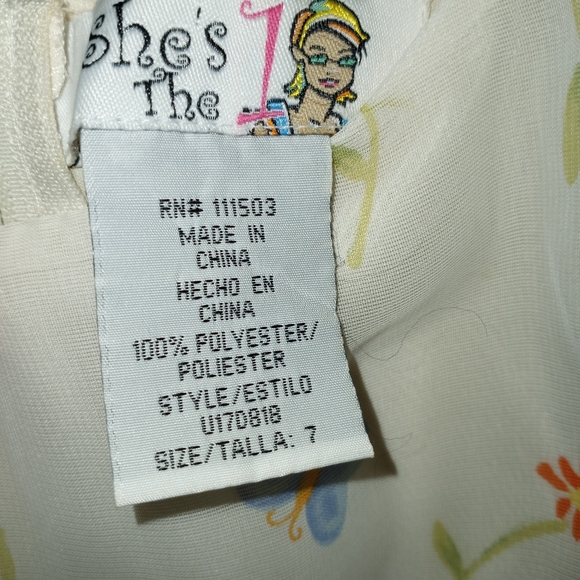 She's
The 1
RN# 111503
MADE IN
CHINA
HECHO EN
CHINA
100% POLYESTER/
POLIESTER
STYLE/ESTILO
U170818
SIZE/TALLA: 7